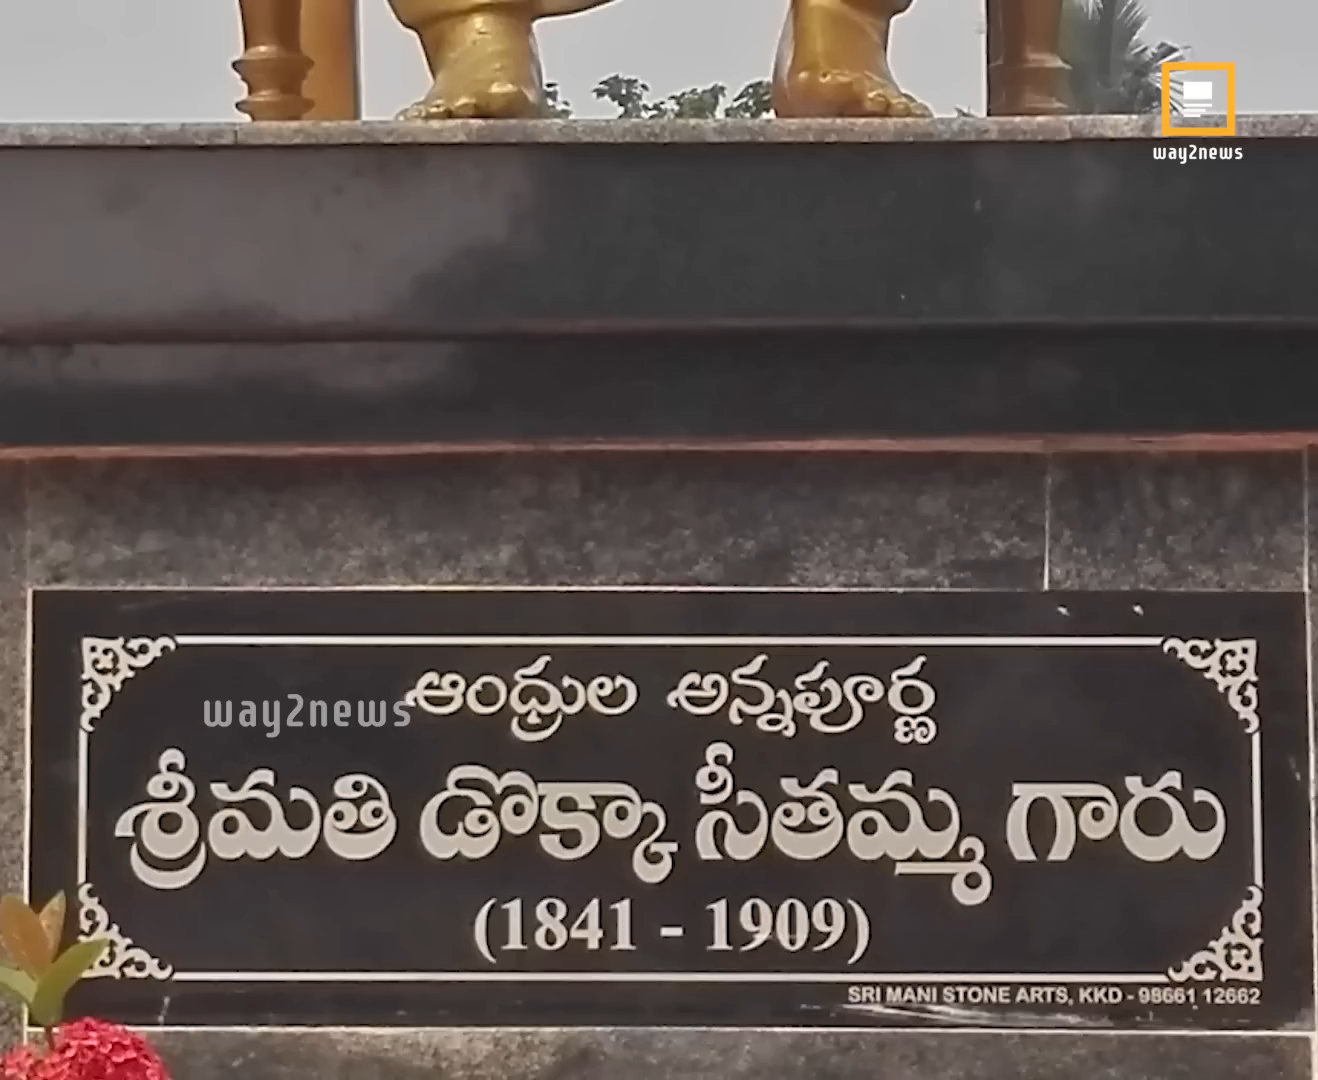 way2news
way2news
ఆంధ్రుల అన్నపూర్ణ
శ్రీమతి డొక్కా సీతమ్మ గారు
(1841 - 1909)
SRI MANI STONE ARTS, KKD - 98661 12662